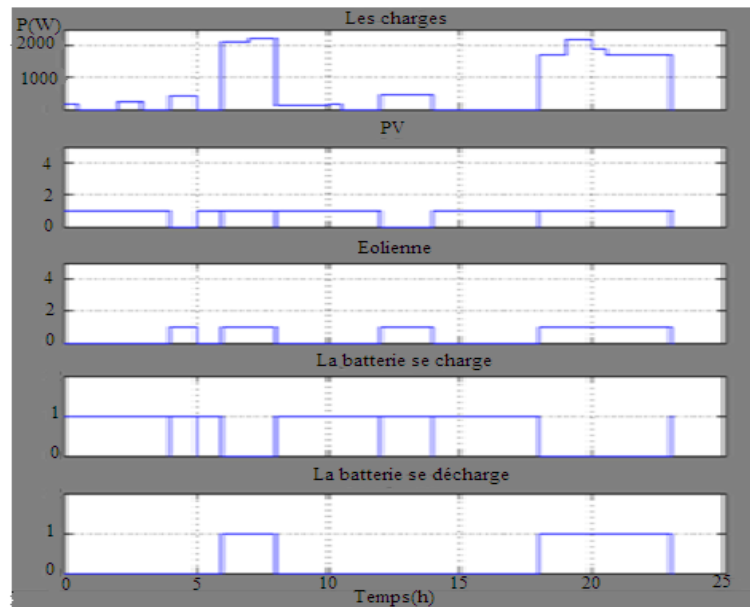 Les charges
P(W)
2000
1000
PV
4
2
0
Eolienne
4
2
0
La batterie se charge
1
0
La batterie se décharge
1
0
0 5 10 15 20 25
Temps(h)